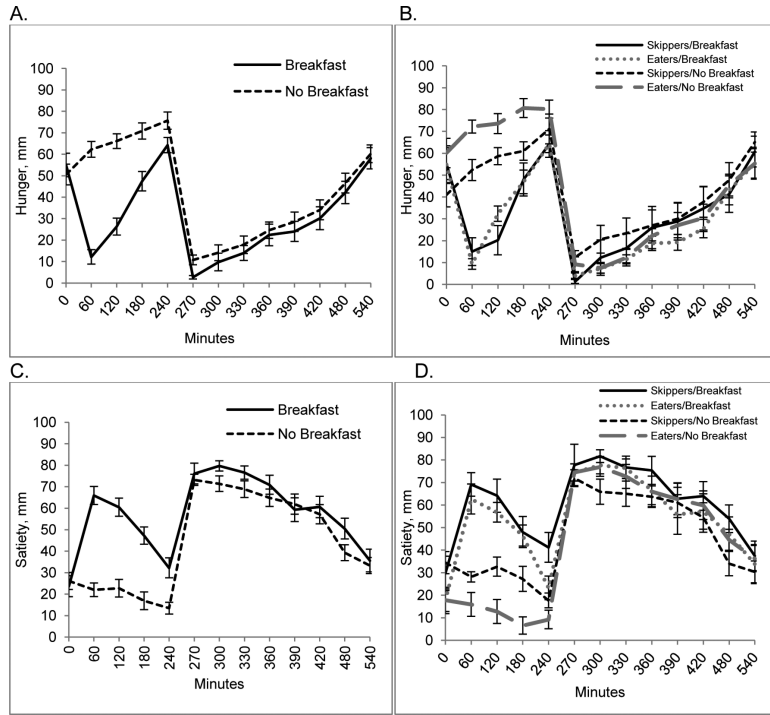 A.
Breakfast
No Breakfast
100
90
80
70
60
50
40
30
20
10
0
Hunger, mm
0 60 120 180 240 270 300 330 360 390 420 480 540
Minutes
B.
Skippers/Breakfast
Eaters/Breakfast
Skippers/No Breakfast
Eaters/No Breakfast
100
90
80
70
60
50
40
30
20
10
0
Hunger, mm
0 60 120 180 240 270 300 330 360 390 420 480 540
Minutes
C.
Breakfast
No Breakfast
100
90
80
70
60
50
40
30
20
10
0
Satiety, mm
0 60 120 180 240 270 300 330 360 390 420 480 540
Minutes
D.
Skippers/Breakfast
Eaters/Breakfast
Skippers/No Breakfast
Eaters/No Breakfast
100
90
80
70
60
50
40
30
20
10
0
Satiety, mm
0 60 120 180 240 270 300 330 360 390 420 480 540
Minutes